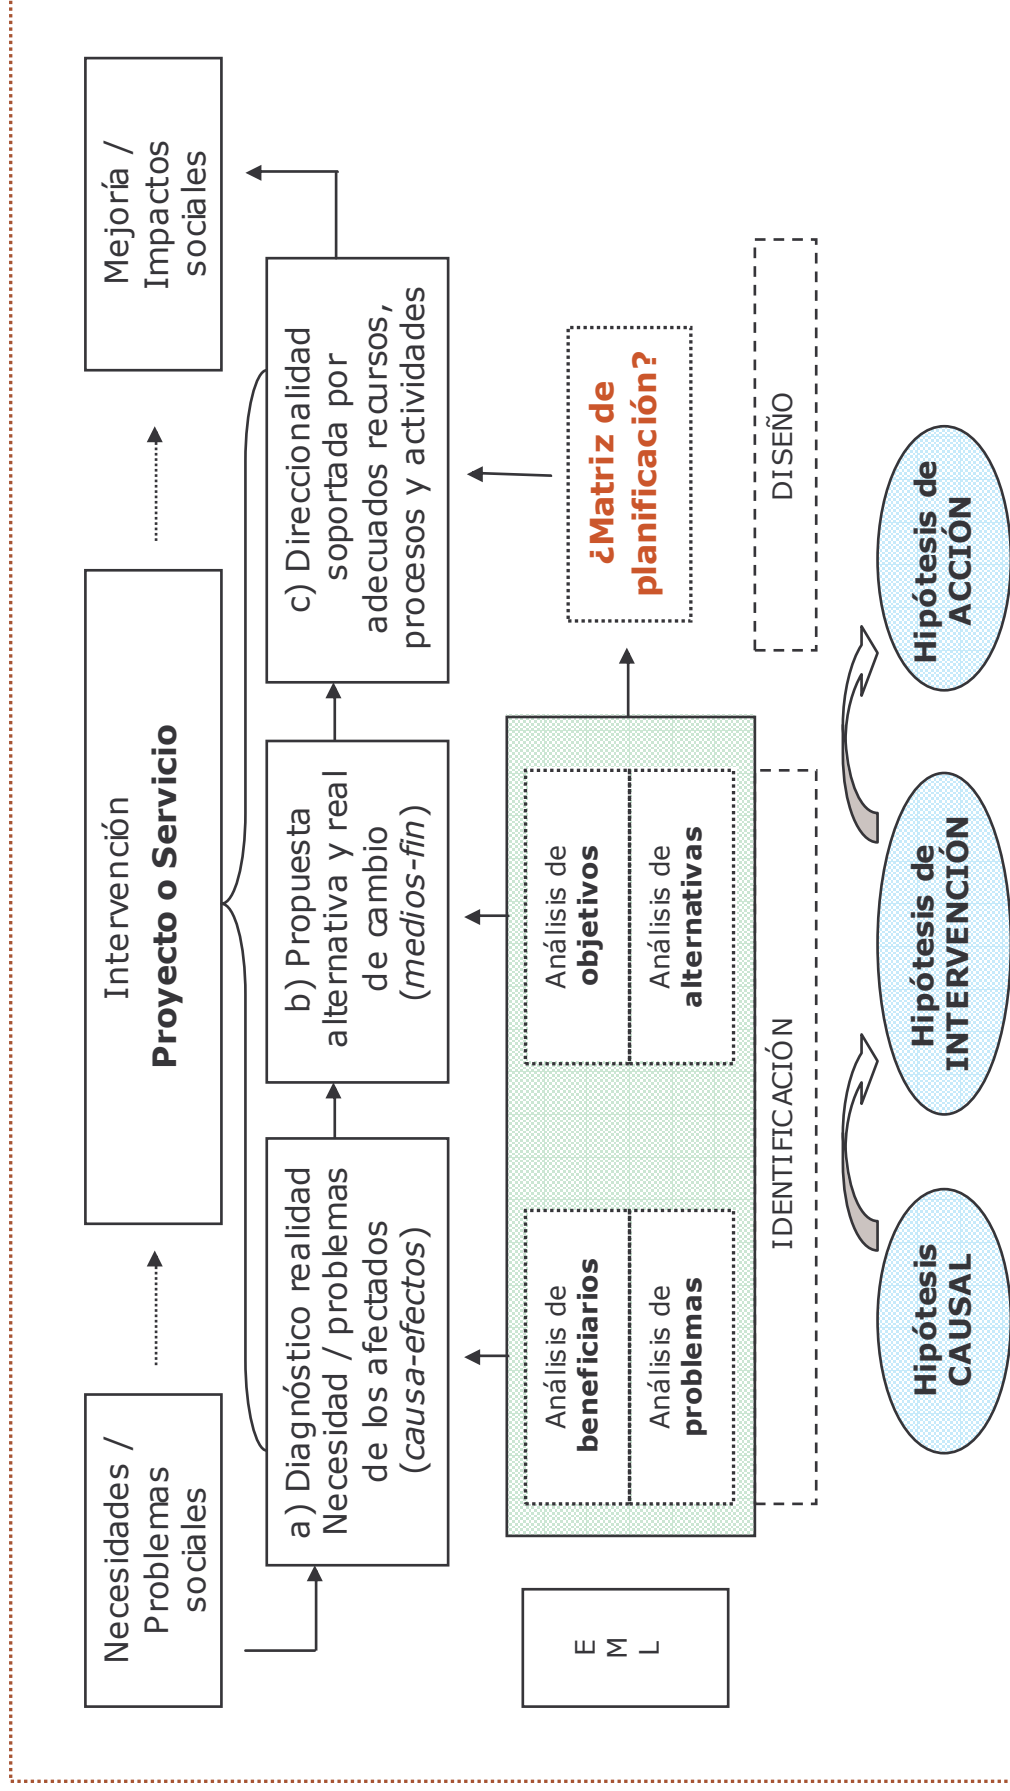 Necesidades /
Problemas
sociales
Intervención
Proyecto o Servicio
Mejoría /
Impactos
sociales
a) Diagnóstico realidad
Necesidad / problemas
de los afectados
(causa-efectos)
b) Propuesta
alternativa y real
de cambio
(medios-fin)
c) Direccionalidad
soportada por
adecuados recursos,
procesos y actividades
E
M
L
Análisis de
beneficiarios
Análisis de
problemas
Análisis de
objetivos
Análisis de
alternativas
¿Matriz de
planificación?
IDENTIFICACIÓN
DISEÑO
Hipótesis
CAUSAL
Hipótesis de
INTERVENCIÓN
Hipótesis de
ACCIÓN